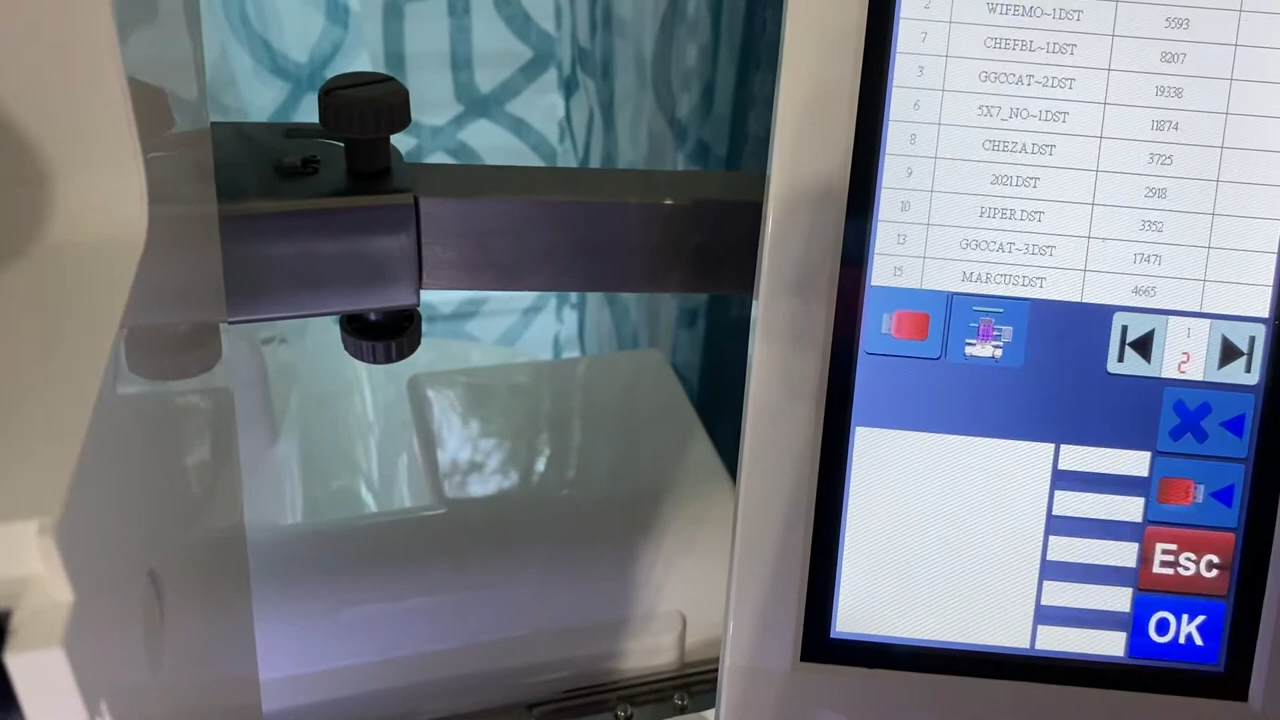 2 WIFEMO~1.DST 5593
7 CHEFBL~1.DST 8207
3 GGCCAT~2.DST 19338
6 5X7_NO~1.DST 11874
8 CHEZA.DST 3725
9 2021.DST 2918
10 PIPER.DST 3352
13 GGCCAT~3.DST 17471
15 MARCUS.DST 4665
1
2
Esc
OK